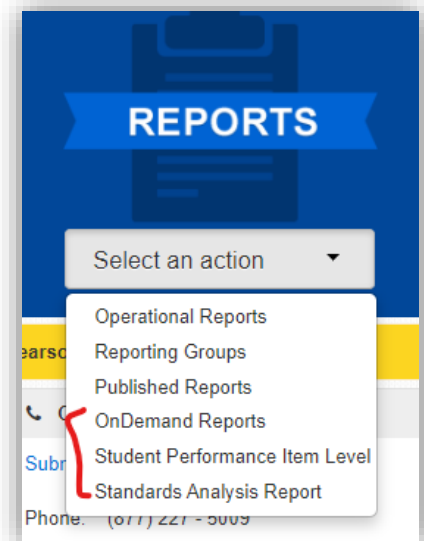 REPORTS
Select an action
Operational Reports
Reporting Groups
Published Reports
OnDemand Reports
Student Performance Item Level
Standards Analysis Report
Phone: (877) 227 - 5009